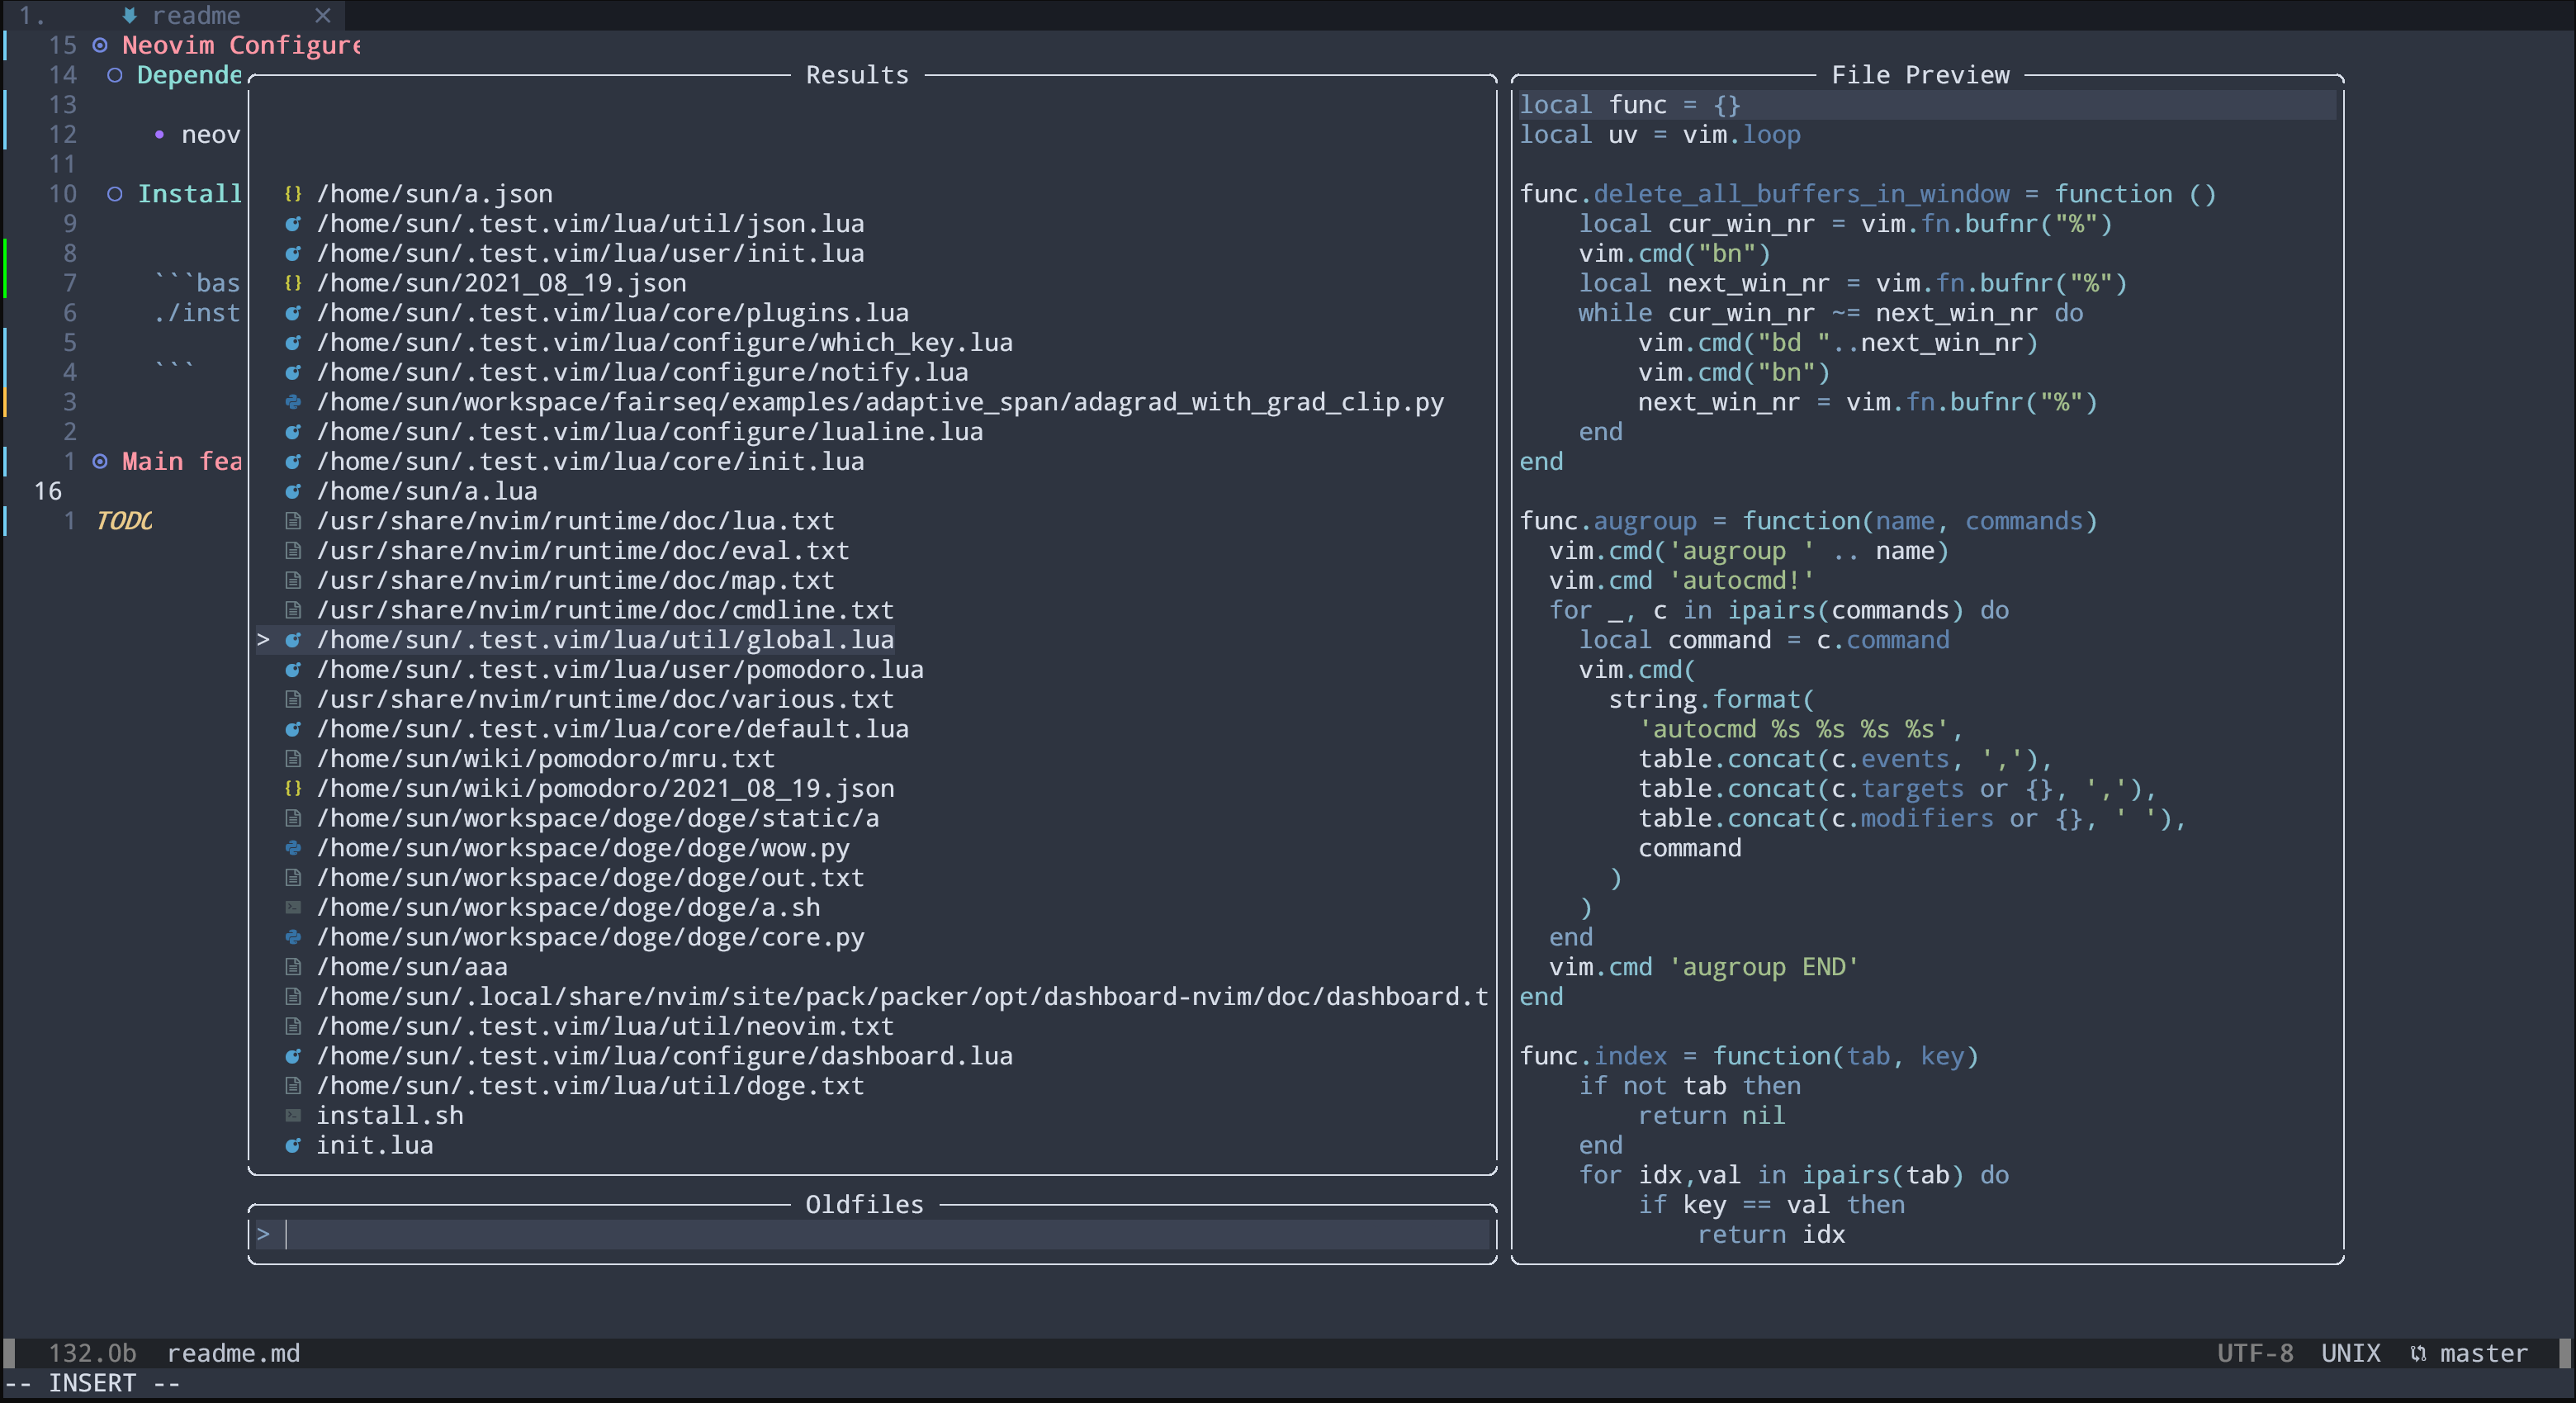 1. readme ×
15 Neovim Configure
14 Depende
13
12 • neov
11
10 Install
9
8
7 ```bas
6 ./inst
5
4 ```
3
2
1 Main fea
16
1 TODO
Results
/home/sun/a.json
/home/sun/.test.vim/lua/util/json.lua
/home/sun/.test.vim/lua/user/init.lua
/home/sun/2021_08_19.json
/home/sun/.test.vim/lua/core/plugins.lua
/home/sun/.test.vim/lua/configure/which_key.lua
/home/sun/.test.vim/lua/configure/notify.lua
/home/sun/workspace/fairseq/examples/adaptive_span/adagrad_with_grad_clip.py
/home/sun/.test.vim/lua/configure/lualine.lua
/home/sun/.test.vim/lua/core/init.lua
/home/sun/a.lua
/usr/share/nvim/runtime/doc/lua.txt
/usr/share/nvim/runtime/doc/eval.txt
/usr/share/nvim/runtime/doc/map.txt
/usr/share/nvim/runtime/doc/cmdline.txt
> /home/sun/.test.vim/lua/util/global.lua
/home/sun/.test.vim/lua/user/pomodoro.lua
/usr/share/nvim/runtime/doc/various.txt
/home/sun/.test.vim/lua/core/default.lua
/home/sun/wiki/pomodoro/mru.txt
/home/sun/wiki/pomodoro/2021_08_19.json
/home/sun/workspace/doge/doge/static/a
/home/sun/workspace/doge/doge/wow.py
/home/sun/workspace/doge/doge/out.txt
/home/sun/workspace/doge/doge/a.sh
/home/sun/workspace/doge/doge/core.py
/home/sun/aaa
/home/sun/.local/share/nvim/site/pack/packer/opt/dashboard-nvim/doc/dashboard.t
/home/sun/.test.vim/lua/util/neovim.txt
/home/sun/.test.vim/lua/configure/dashboard.lua
/home/sun/.test.vim/lua/util/doge.txt
install.sh
init.lua
Oldfiles
>
File Preview
local func = {}
local uv = vim.loop

func.delete_all_buffers_in_window = function ()
    local cur_win_nr = vim.fn.bufnr("%")
    vim.cmd("bn")
    local next_win_nr = vim.fn.bufnr("%")
    while cur_win_nr ~= next_win_nr do
        vim.cmd("bd "..next_win_nr)
        vim.cmd("bn")
        next_win_nr = vim.fn.bufnr("%")
    end
end

func.augroup = function(name, commands)
  vim.cmd('augroup ' .. name)
  vim.cmd 'autocmd!'
  for _, c in ipairs(commands) do
    local command = c.command
    vim.cmd(
      string.format(
        'autocmd %s %s %s %s',
        table.concat(c.events, ','),
        table.concat(c.targets or {}, ','),
        table.concat(c.modifiers or {}, ' '),
        command
      )
    )
  end
  vim.cmd 'augroup END'
end

func.index = function(tab, key)
    if not tab then
        return nil
    end
    for idx,val in ipairs(tab) do
        if key == val then
            return idx
132.0b readme.md UTF-8 UNIX master
-- INSERT --